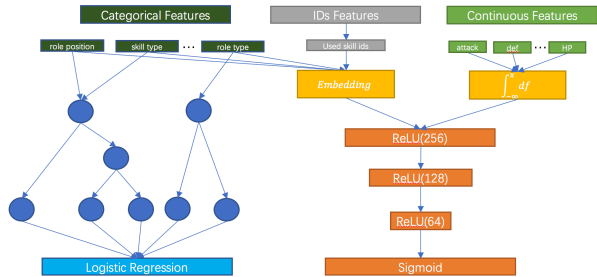 Categorical Features
IDs Features
Continuous Features
role position
skill type
...
role type
Used skill ids
attack
def
...
HP
Embedding
∫_{-∞}^{x} df
ReLU(256)
ReLU(128)
ReLU(64)
Logistic Regression
Sigmoid